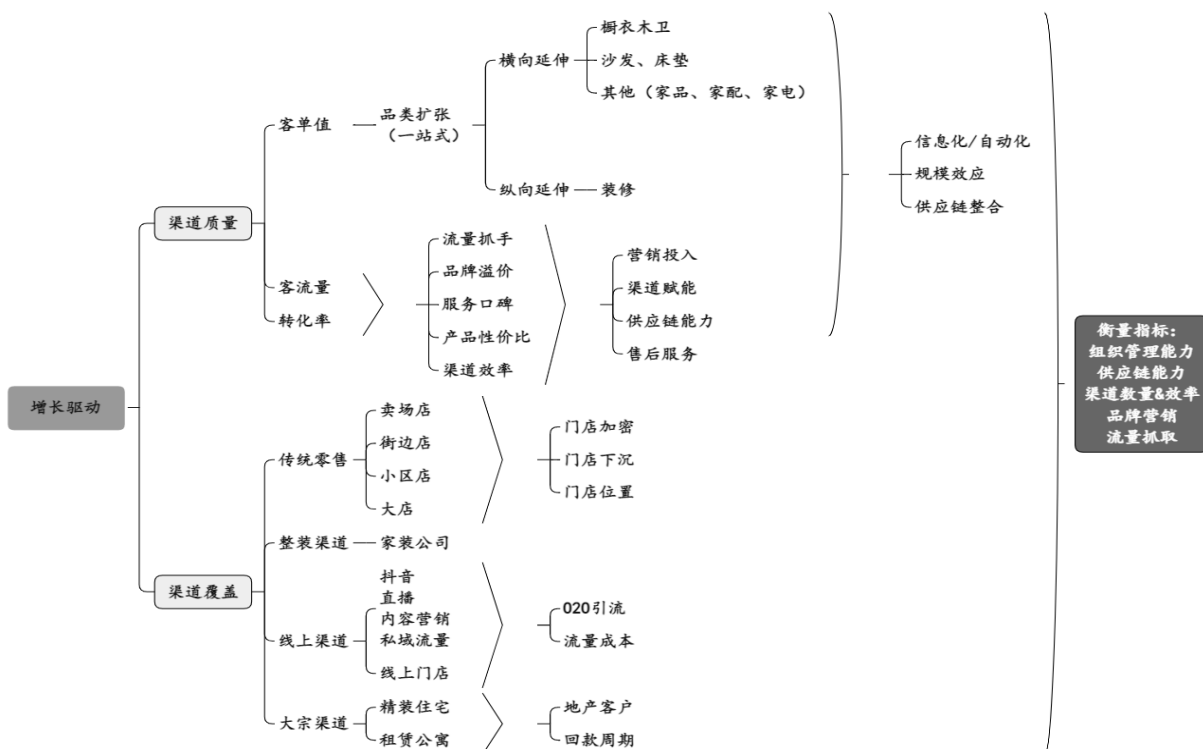 增长驱动
渠道质量
客单值
品类扩张
（一站式）
横向延伸
橱衣木卫
沙发、床垫
其他（家品、家配、家电）
纵向延伸
装修
客流量
转化率
流量抓手
品牌溢价
服务口碑
产品性价比
渠道效率
营销投入
渠道赋能
供应链能力
售后服务
信息化/自动化
规模效应
供应链整合
渠道覆盖
传统零售
卖场店
街边店
小区店
大店
门店加密
门店下沉
门店位置
整装渠道
家装公司
线上渠道
抖音
直播
内容营销
私域流量
线上门店
O2O引流
流量成本
大宗渠道
精装住宅
租赁公寓
地产客户
回款周期
衡量指标：
组织管理能力
供应链能力
渠道数量&效率
品牌营销
流量抓取